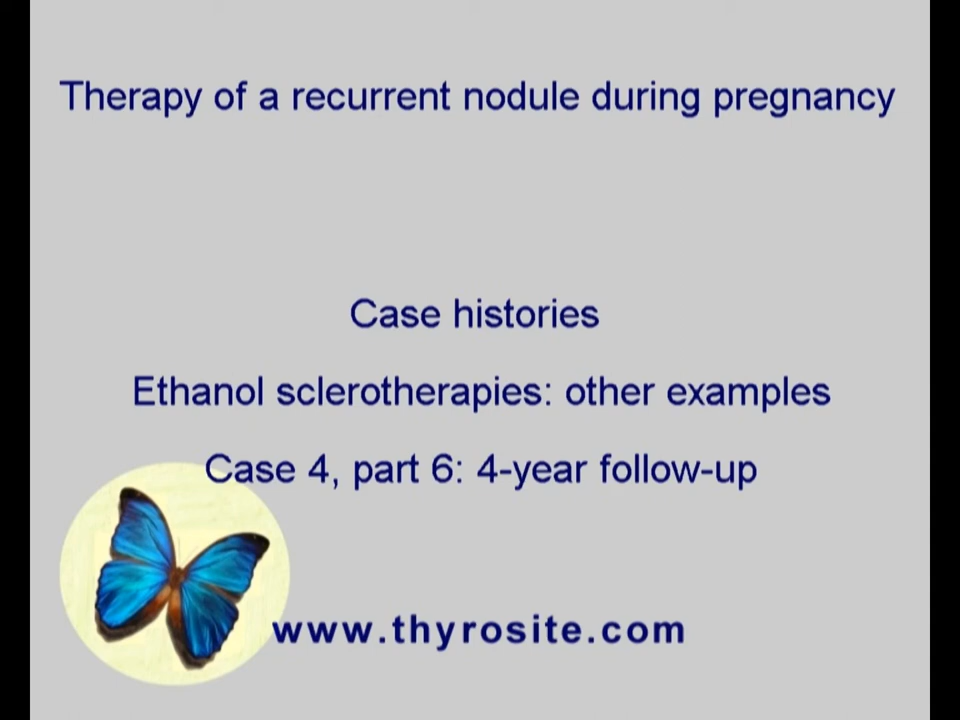 Therapy of a recurrent nodule during pregnancy
Case histories
Ethanol sclerotherapies: other examples
Case 4, part 6: 4-year follow-up
www.thyrosite.com